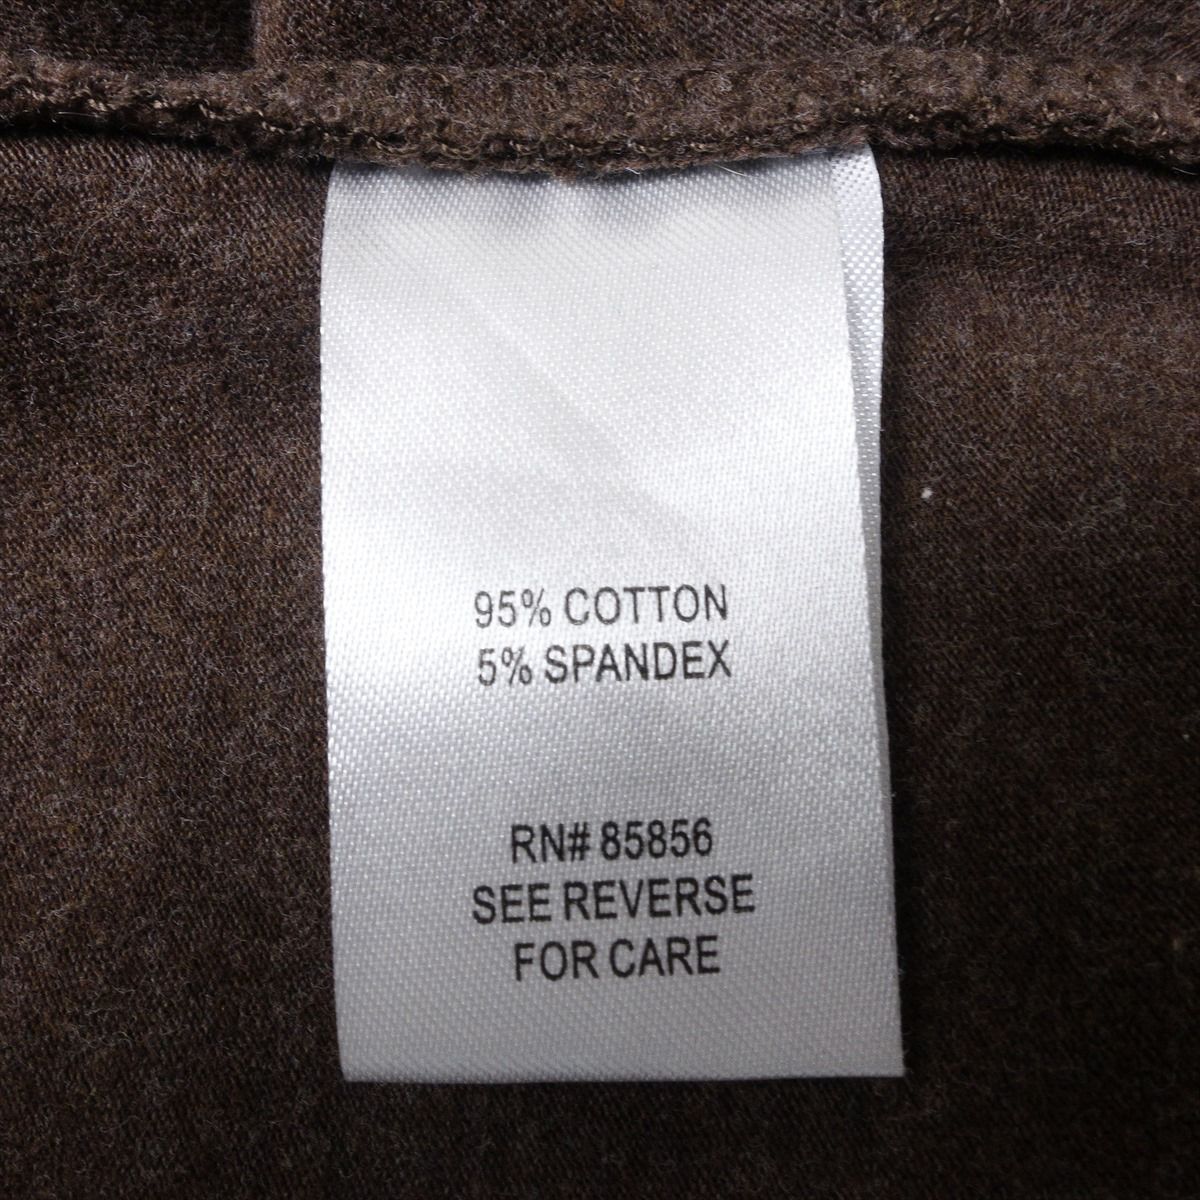 95% COTTON
5% SPANDEX
RN# 85856
SEE REVERSE
FOR CARE